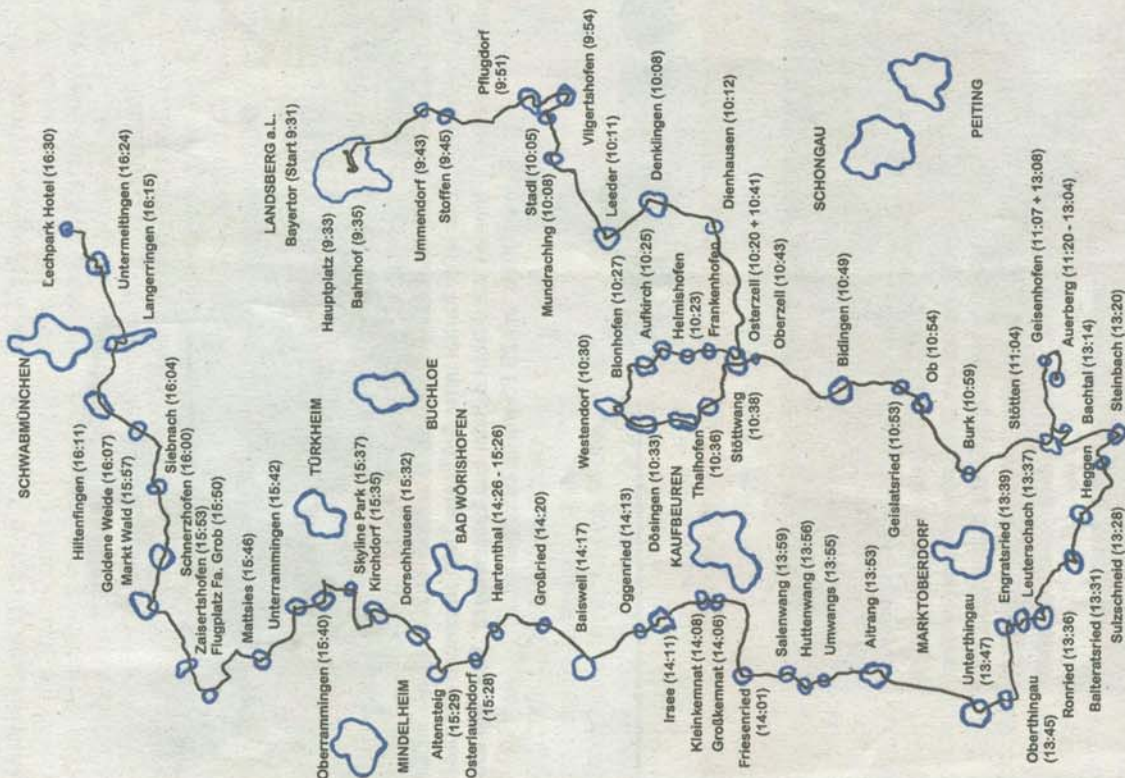 SCHWABMÜNCHEN
Lechpark Hotel (16:30)
Untermeitingen (16:24)
Langerringen (16:15)
Hiltenfingen (16:11)
Goldene Weide (16:07)
Markt Wald (15:57)
Siebnach (16:04)
Schnerzhofen (16:00)
Zaisertshofen (15:53)
Flugplatz Fa. Grob (15:50)
Mattsies (15:46)
Unterrammingen (15:42)
TÜRKHEIM
Oberrammingen (15:40)
Skyline Park (15:37)
Kirchdorf (15:35)
BUCHLOE
MINDELHEIM
Dorschhausen (15:32)
BAD WÖRISHOFEN
Altensteig
(15:29)
Osterlauchdorf
(15:28)
Hartenthal (14:26 - 15:26)
Großried (14:20)
Baisweil (14:17)
Oggenried (14:13)
Irsee (14:11)
Kleinkemnat (14:08)
Großkemnat (14:06)
Friesenried
(14:01)
KAUFBEUREN
Salenwang (13:59)
Huttenwang (13:56)
Umwangs (13:55)
Aitrang (13:53)
MARKTOBERDORF
Unterthingau
(13:47)
Oberthingau
(13:45)
Engratsried (13:39)
Leuterschach (13:37)
Ronried (13:36)
Balteratsried (13:31)
Sulzschneid (13:28)
Heggen
Steinbach (13:20)
Bachtal (13:14)
Auerberg (11:20 - 13:04)
Geisenhofen (11:07 + 13:08)
Stötten (11:04)
Burk (10:59)
Ob (10:54)
Geislatsried (10:53)
Bidingen (10:49)
Oberzell (10:43)
Osterzell (10:20 + 10:41)
Stöttwang
(10:38)
Thalhofen
(10:36)
Dösingen (10:33)
Westendorf (10:30)
Blonhofen (10:27)
Aufkirch (10:25)
Helmishofen
(10:23)
Frankenhofen
Dienhausen (10:12)
Denklingen (10:08)
Leeder (10:11)
Mundraching (10:08)
Stadl (10:05)
Vilgertshofen (9:54)
Pflugdorf
(9:51)
Stoffen (9:45)
Ummendorf (9:43)
Bahnhof (9:35)
Hauptplatz (9:33)
LANDSBERG a.L.
Bayertor (Start 9:31)
SCHONGAU
PEITING